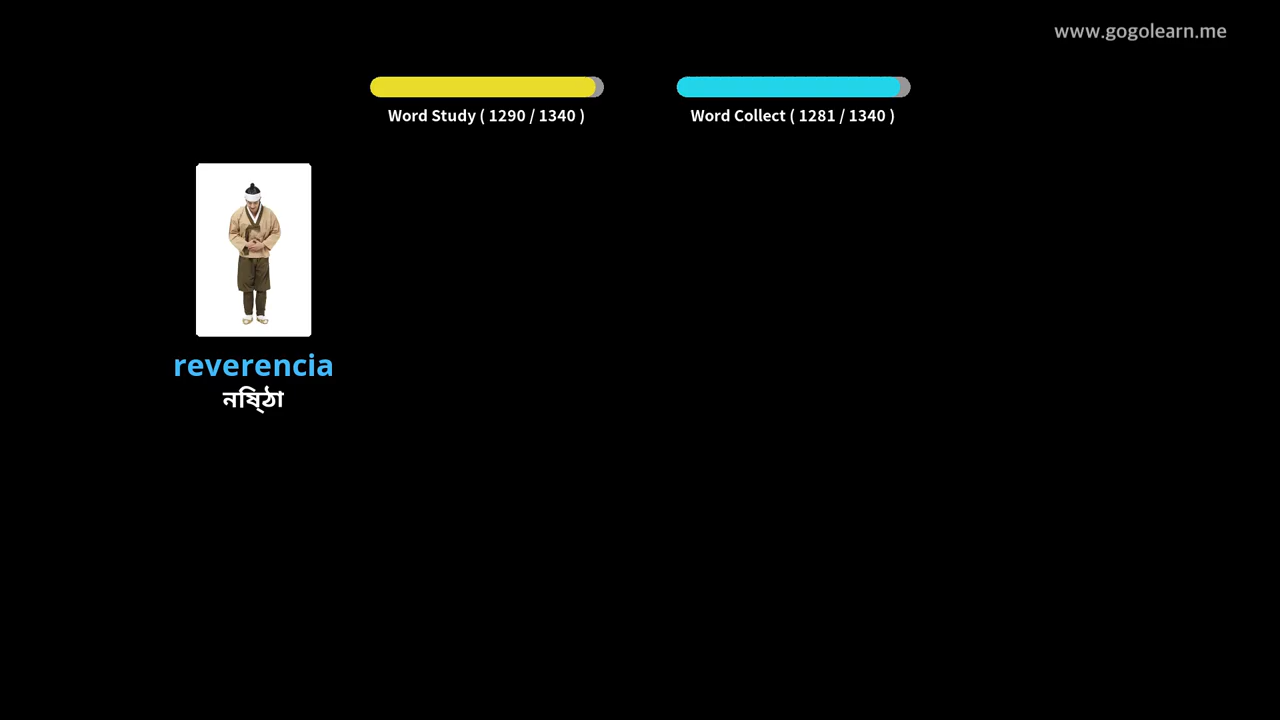 www.gogolearn.me
Word Study ( 1290 / 1340 )
Word Collect ( 1281 / 1340 )
reverencia
নিষ্ঠা